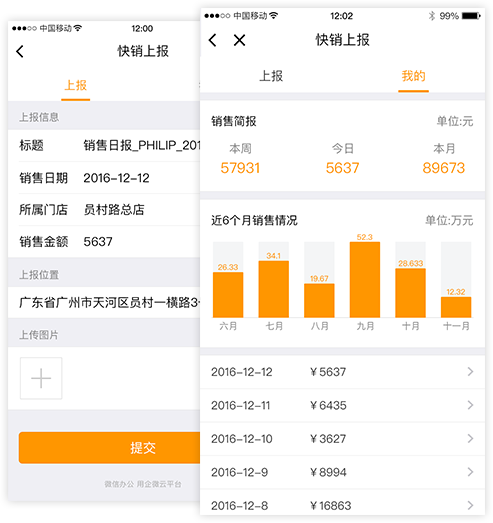 中国移动 12:00
快销上报
上报
上报信息
标题 销售日报_PHILIP_201
销售日期 2016-12-12
所属门店 员村路总店
销售金额 5637
上报位置
广东省广州市天河区员村一横路3
上传图片
提交
微信办公 用企微云平台
中国移动 12:02 99%
快销上报
上报 我的
销售简报 单位:元
本周 今日 本月
57931 5637 89673
近6个月销售情况 单位:万元
26.33 34.1 19.67 52.3 28.633 12.32
六月 七月 八月 九月 十月 十一月
2016-12-12 ¥5637
2016-12-11 ¥6435
2016-12-10 ¥3627
2016-12-9 ¥8994
2016-12-8 ¥16863